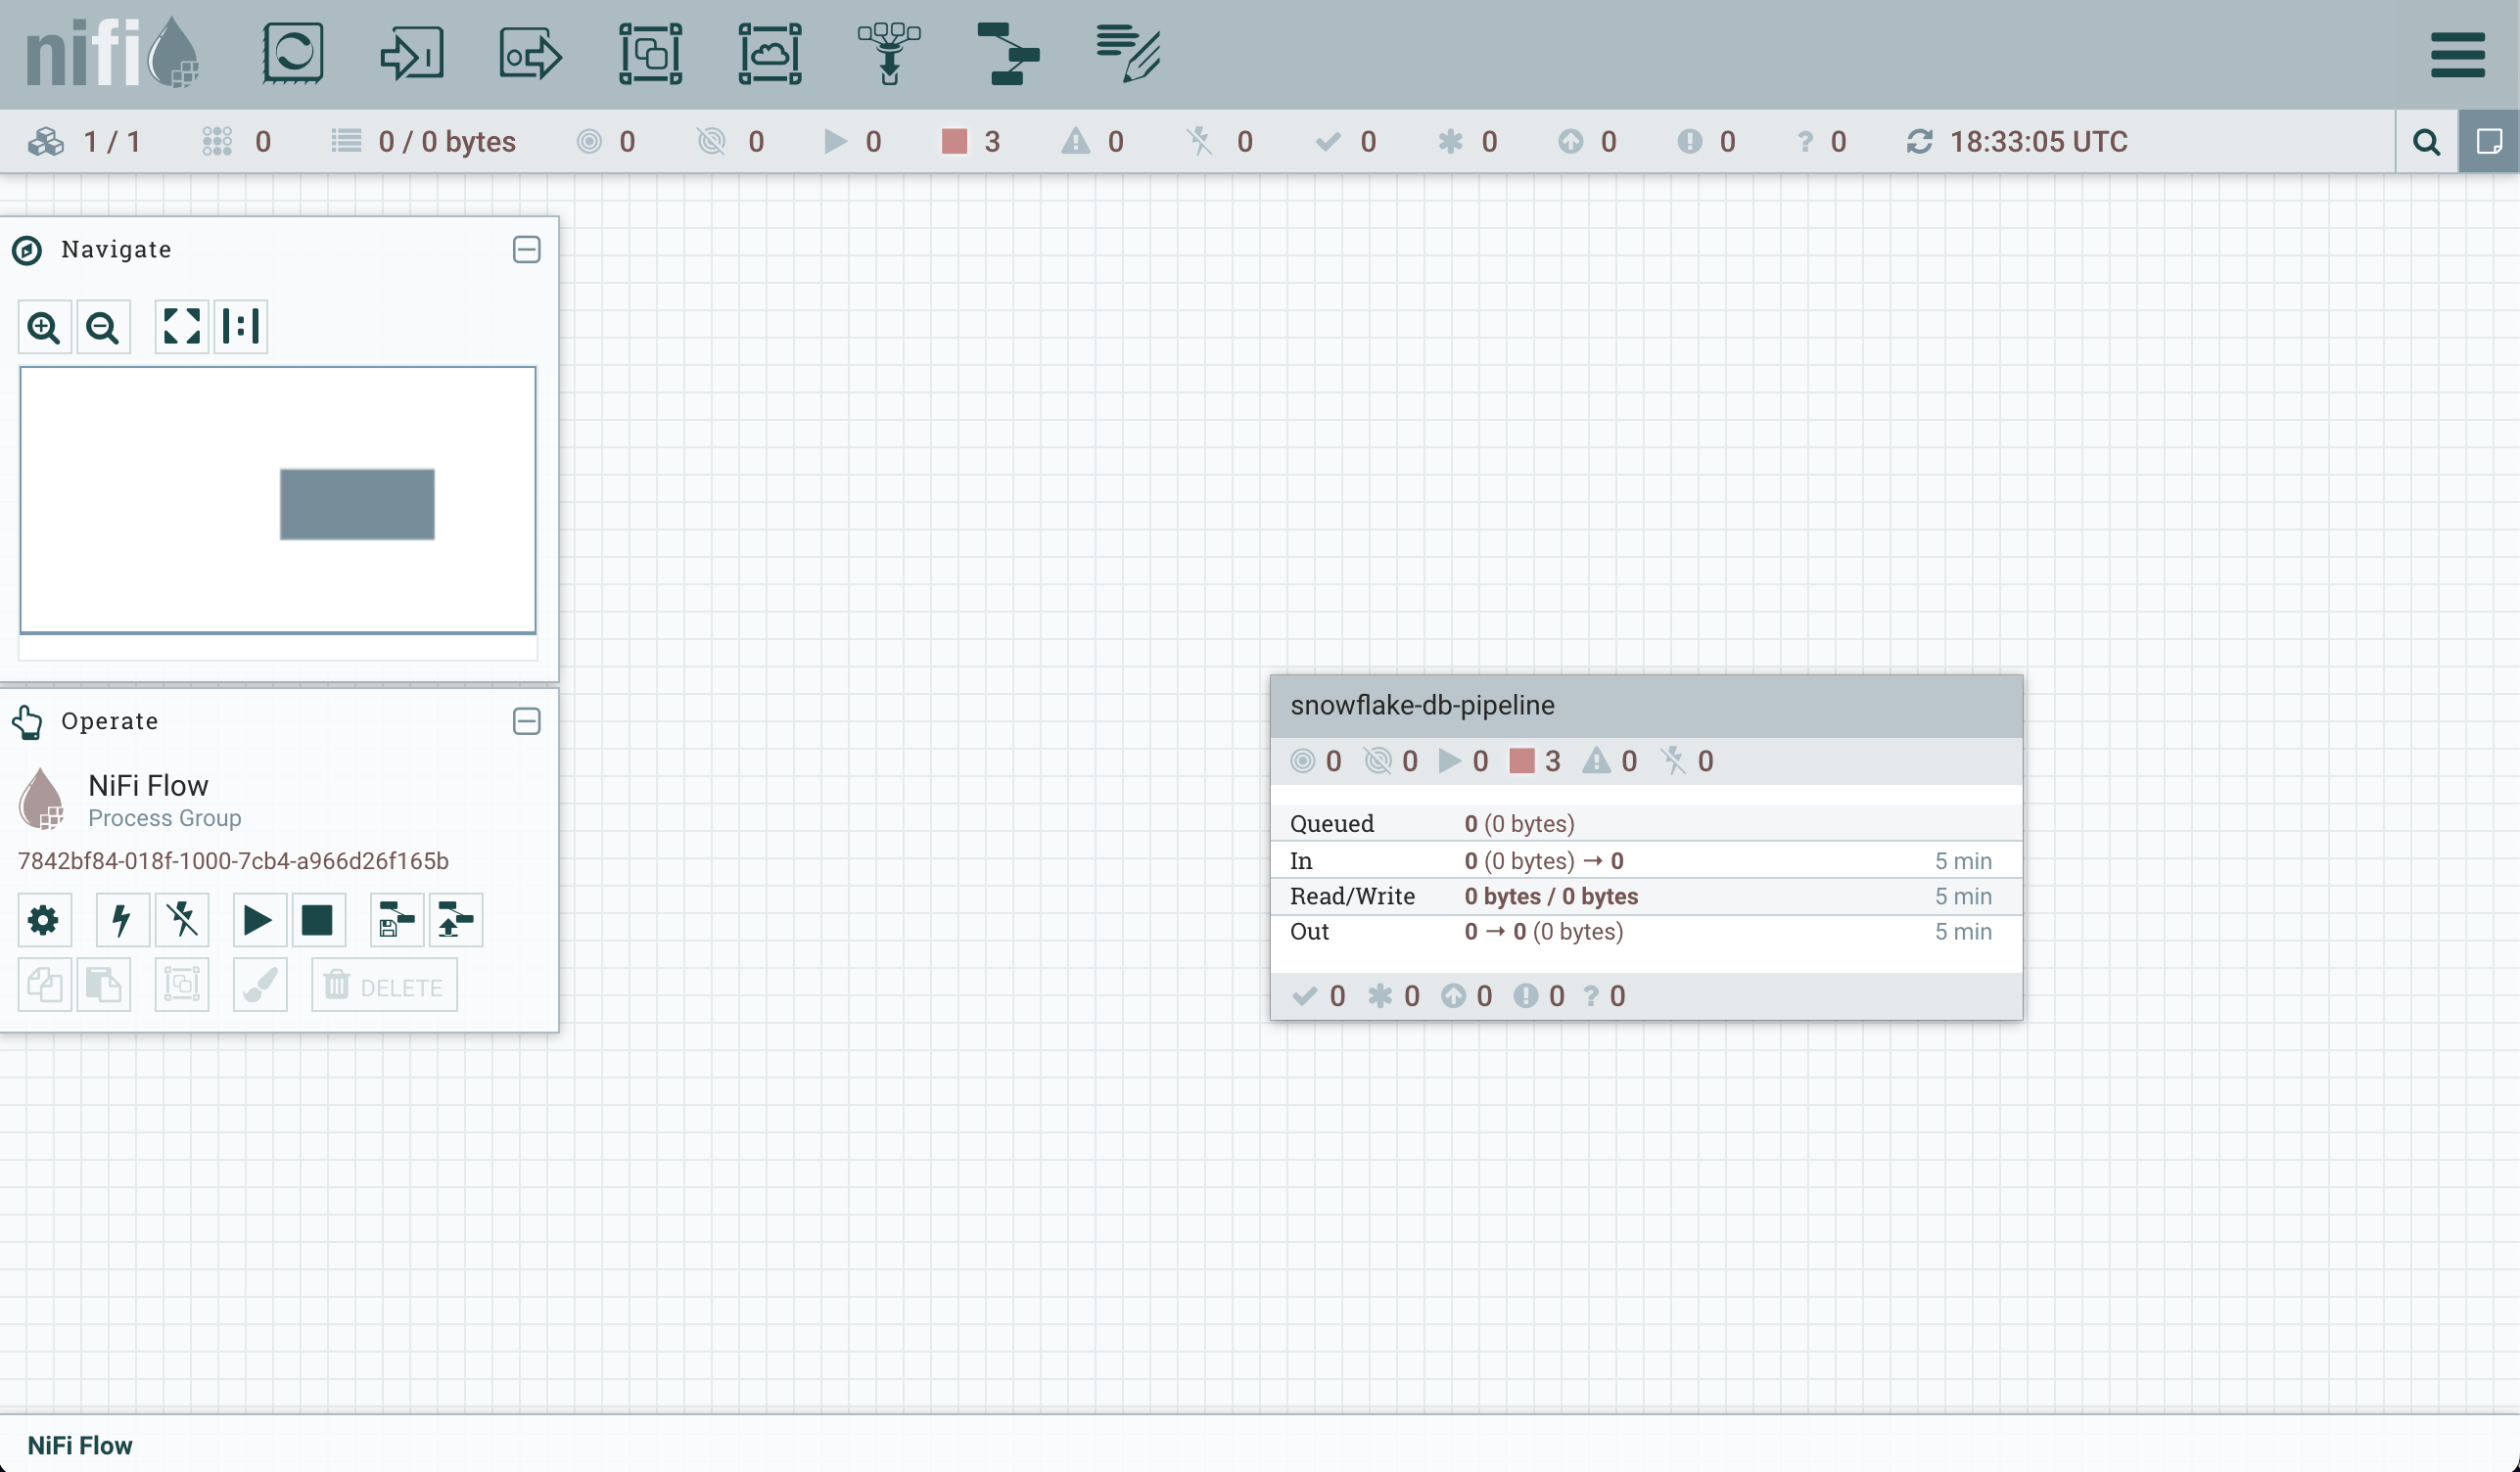 nifi
1 / 1 0 0 / 0 bytes 0 0 0 3 0 0 0 0 0 0 ? 0 18:33:05 UTC
Navigate
Operate
NiFi Flow
Process Group
7842bf84-018f-1000-7cb4-a966d26f165b
DELETE
snowflake-db-pipeline
0 0 0 3 0 0
Queued 0 (0 bytes)
In 0 (0 bytes) → 0 5 min
Read/Write 0 bytes / 0 bytes 5 min
Out 0 → 0 (0 bytes) 5 min
0 0 0 0 ? 0
NiFi Flow